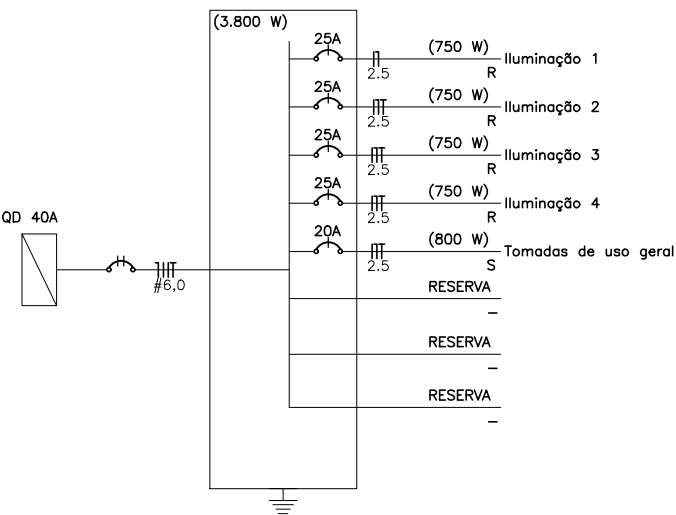 (3.800 W)
25A
(750 W)
Iluminação 1
2.5
R
25A
(750 W)
Iluminação 2
2.5
R
25A
(750 W)
Iluminação 3
2.5
R
25A
(750 W)
Iluminação 4
2.5
R
QD 40A
20A
(800 W)
Tomadas de uso geral
2.5
S
#6,0
RESERVA
–
RESERVA
–
RESERVA
–